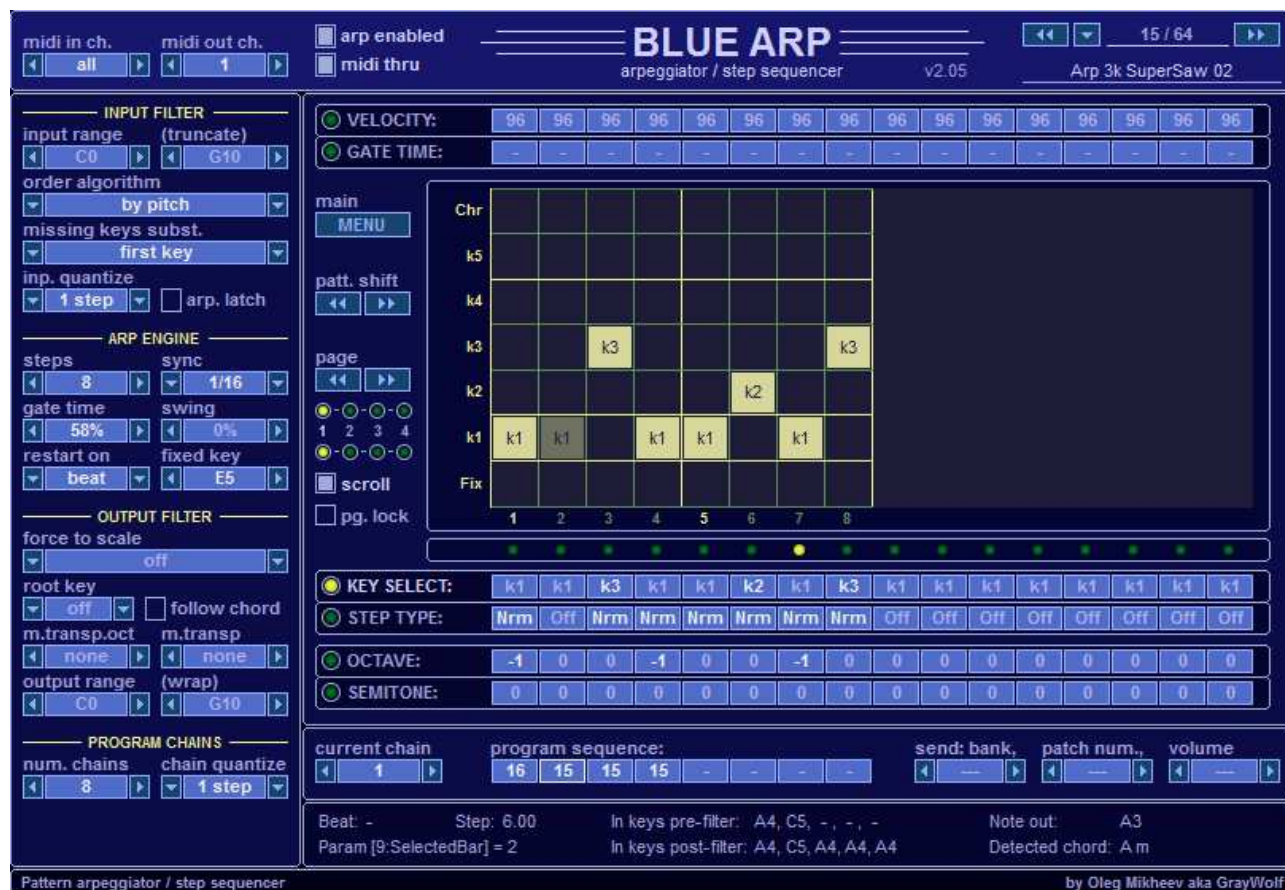 midi in ch. midi out ch. arp enabled BLUE ARP 15 / 64
all 1 midi thru arpeggiator / step sequencer v2.05 Arp 3k SuperSaw 02
INPUT FILTER
input range (truncate)
C0 G10
order algorithm
by pitch
missing keys subst.
first key
inp. quantize
1 step arp. latch
ARP ENGINE
steps sync
8 1/16
gate time swing
58% 0%
restart on fixed key
beat E5
OUTPUT FILTER
force to scale
off
root key
off follow chord
m.transp.oct m.transp
none none
output range (wrap)
C0 G10
PROGRAM CHAINS
num. chains chain quantize
8 1 step
VELOCITY: 96 96 96 96 96 96 96 96 96 96 96 96 96 96 96 96
GATE TIME: - - - - - - - - - - - - - - - -
main
MENU
patt. shift
page
1 2 3 4
scroll
pg. lock
Chr
k5
k4
k3 k3 k3
k2 k2
k1 k1 k1 k1 k1 k1
Fix
1 2 3 4 5 6 7 8
KEY SELECT: k1 k1 k3 k1 k1 k2 k1 k3 k1 k1 k1 k1 k1 k1 k1 k1
STEP TYPE: Nrm Off Nrm Nrm Nrm Nrm Nrm Nrm Off Off Off Off Off Off Off Off
OCTAVE: -1 0 0 -1 0 0 -1 0 0 0 0 0 0 0 0 0
SEMITONE: 0 0 0 0 0 0 0 0 0 0 0 0 0 0 0 0
current chain program sequence: send: bank, patch num., volume
1 16 15 15 15 - - - - --- --- ---
Beat: - Step: 6.00 In keys pre-filter: A4, C5, - , - , - Note out: A3
Param [9:SelectedBar] = 2 In keys post-filter: A4, C5, A4, A4, A4 Detected chord: A m
Pattern arpeggiator / step sequencer by Oleg Mikheev aka GrayWolf